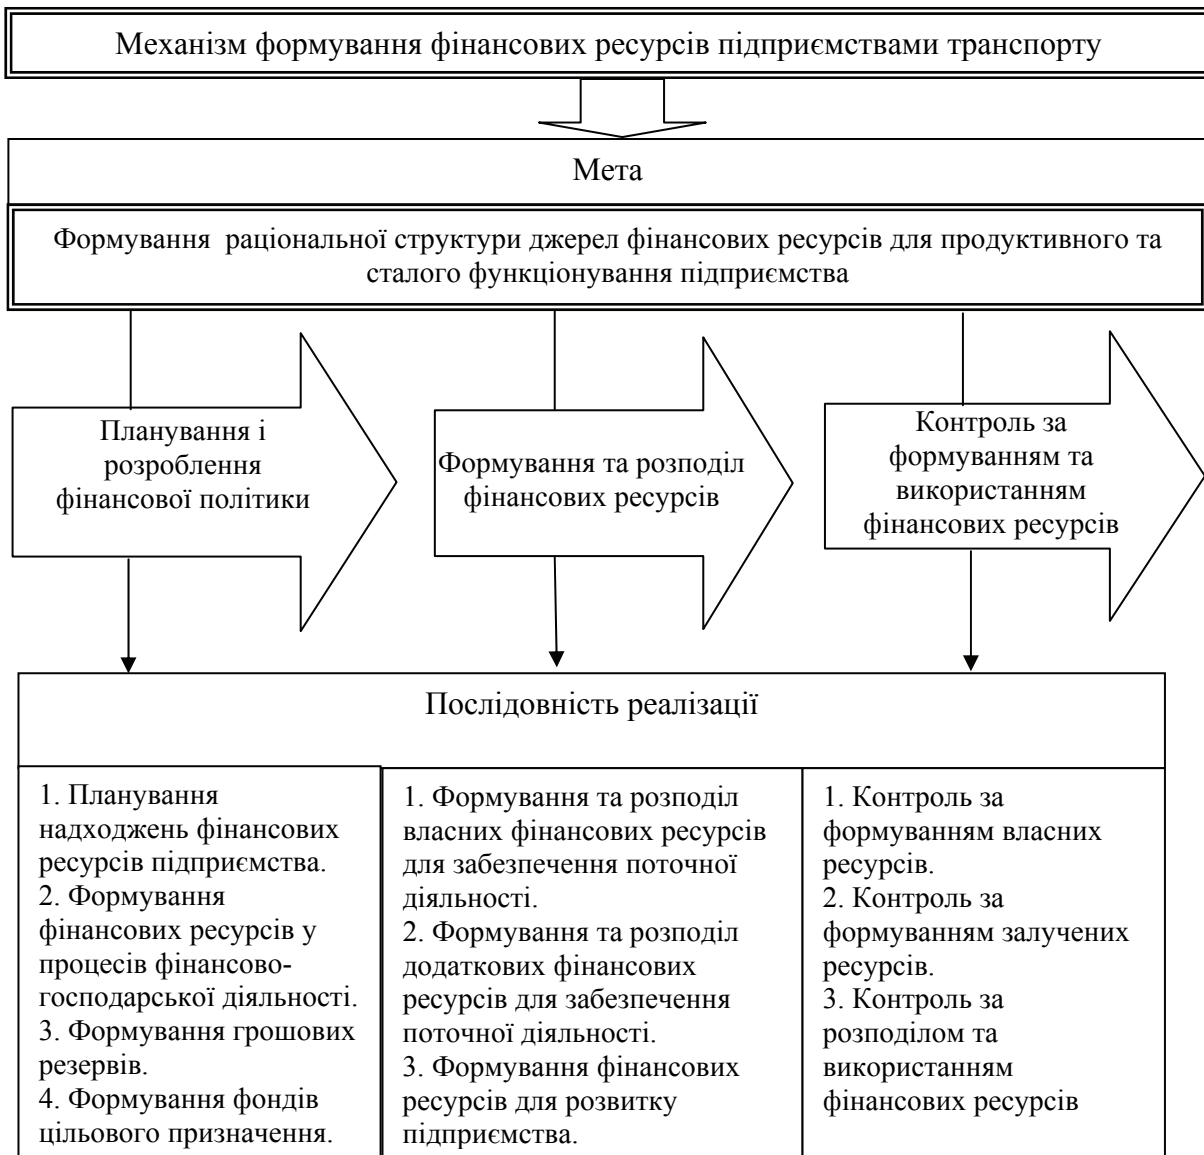 Механізм формування фінансових ресурсів підприємствами транспорту
Мета
Формування раціональної структури джерел фінансових ресурсів для продуктивного та
сталого функціонування підприємства
Планування і
розроблення
фінансової політики
Формування та розподіл
фінансових ресурсів
Контроль за
формуванням та
використанням
фінансових ресурсів
Послідовність реалізації
1. Планування
надходжень фінансових
ресурсів підприємства.
2. Формування
фінансових ресурсів у
процесів фінансово-
господарської діяльності.
3. Формування грошових
резервів.
4. Формування фондів
цільового призначення.
1. Формування та розподіл
власних фінансових ресурсів
для забезпечення поточної
діяльності.
2. Формування та розподіл
додаткових фінансових
ресурсів для забезпечення
поточної діяльності.
3. Формування фінансових
ресурсів для розвитку
підприємства.
1. Контроль за
формуванням власних
ресурсів.
2. Контроль за
формуванням залучених
ресурсів.
3. Контроль за
розподілом та
використанням
фінансових ресурсів